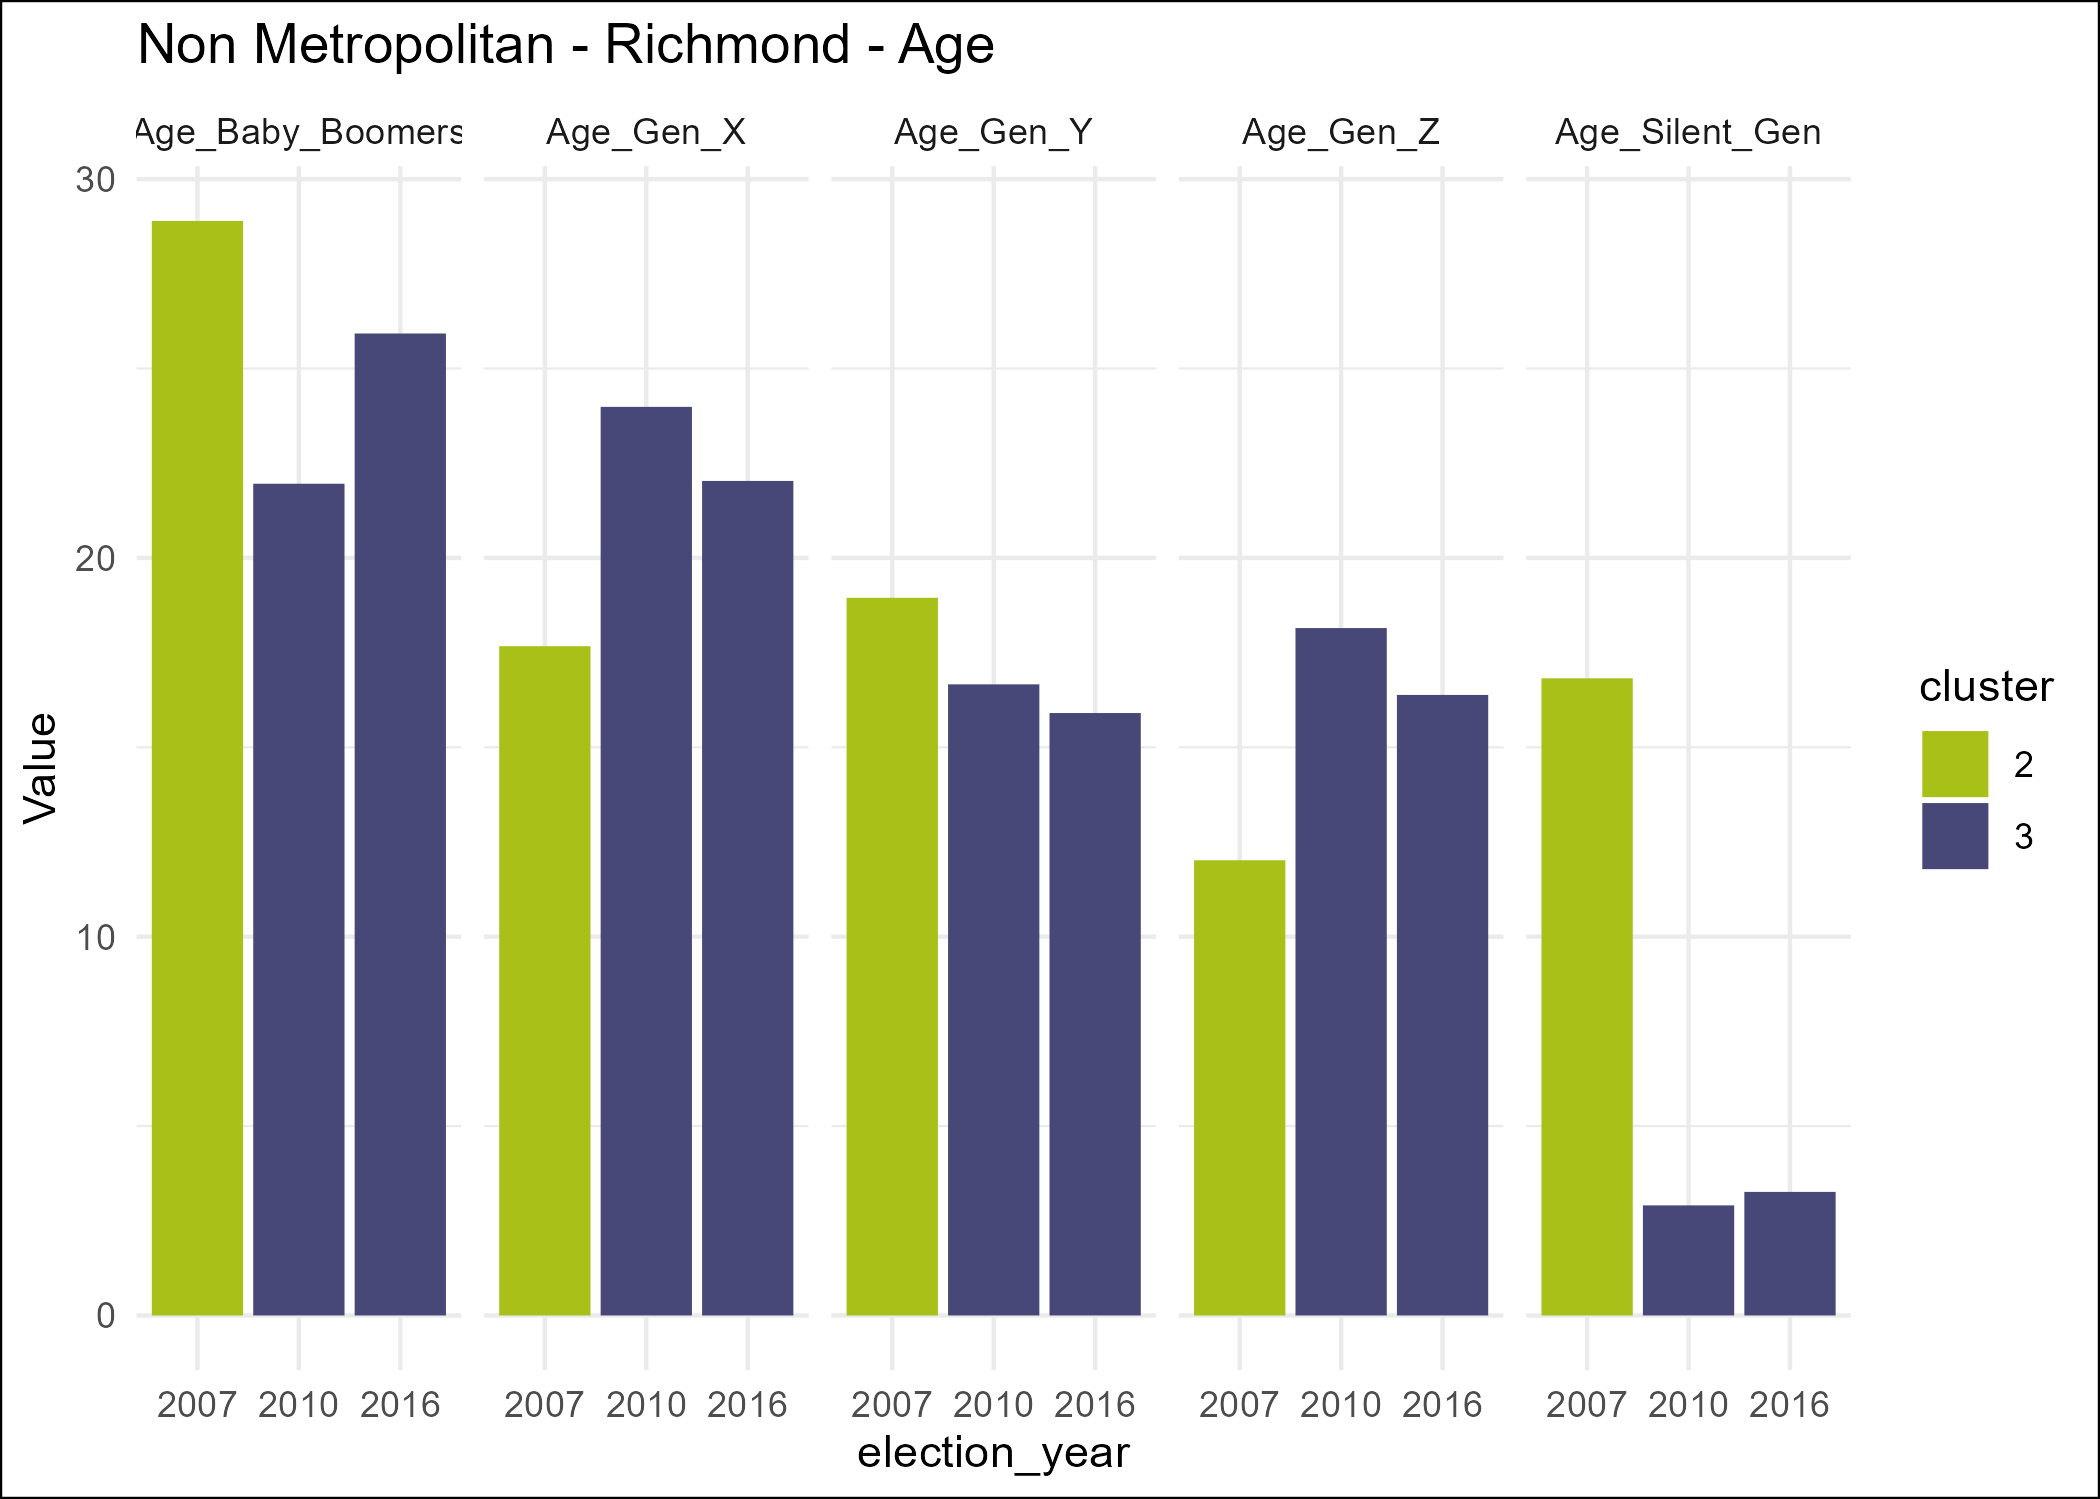 Non Metropolitan - Richmond - Age
Age_Baby_Boomers Age_Gen_X Age_Gen_Y Age_Gen_Z Age_Silent_Gen
30
20
10
0
Value
2007 2010 2016 2007 2010 2016 2007 2010 2016 2007 2010 2016 2007 2010 2016
election_year
cluster
2
3